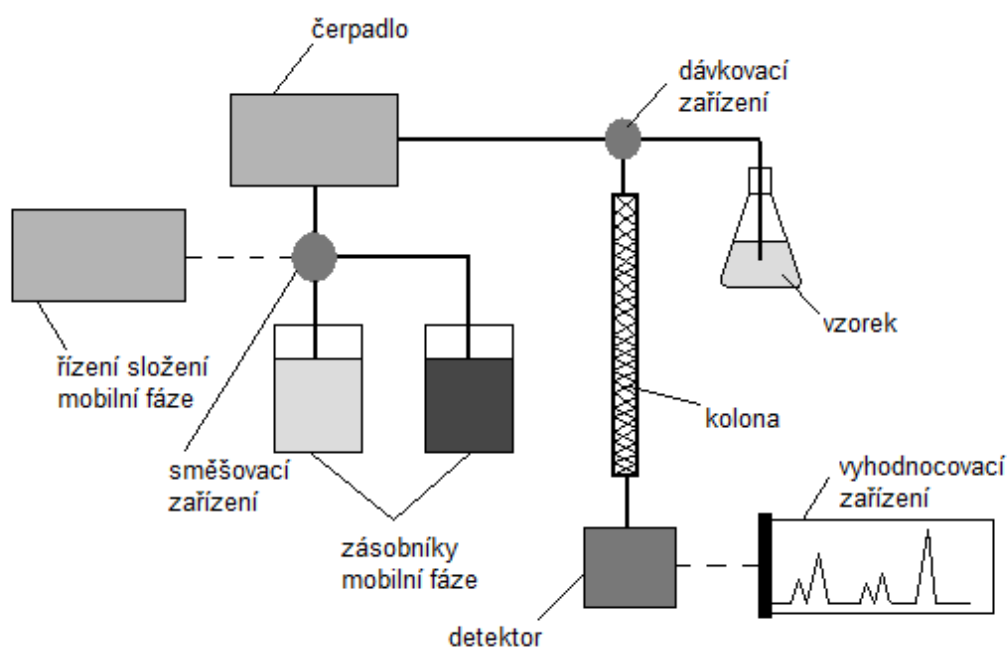 čerpadlo
dávkovací
zařízení
vzorek
řízení složení
mobilní fáze
kolona
směšovací
zařízení
vyhodnocovací
zařízení
zásobníky
mobilní fáze
detektor